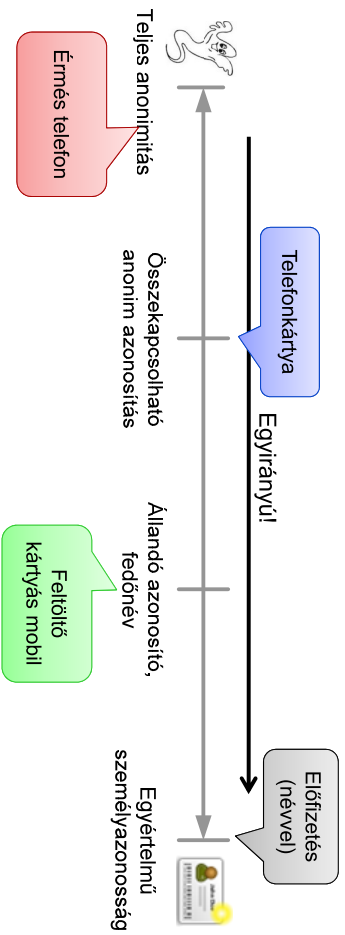 Telefonkártya
Előfizetés
(névvel)
Egyirányú!
Teljes anonimitás
Összekapcsolható
anonim azonosítás
Állandó azonosító,
fedőnév
Egyértelmű
személyazonosság
Érmés telefon
Feltöltő
kártyás mobil